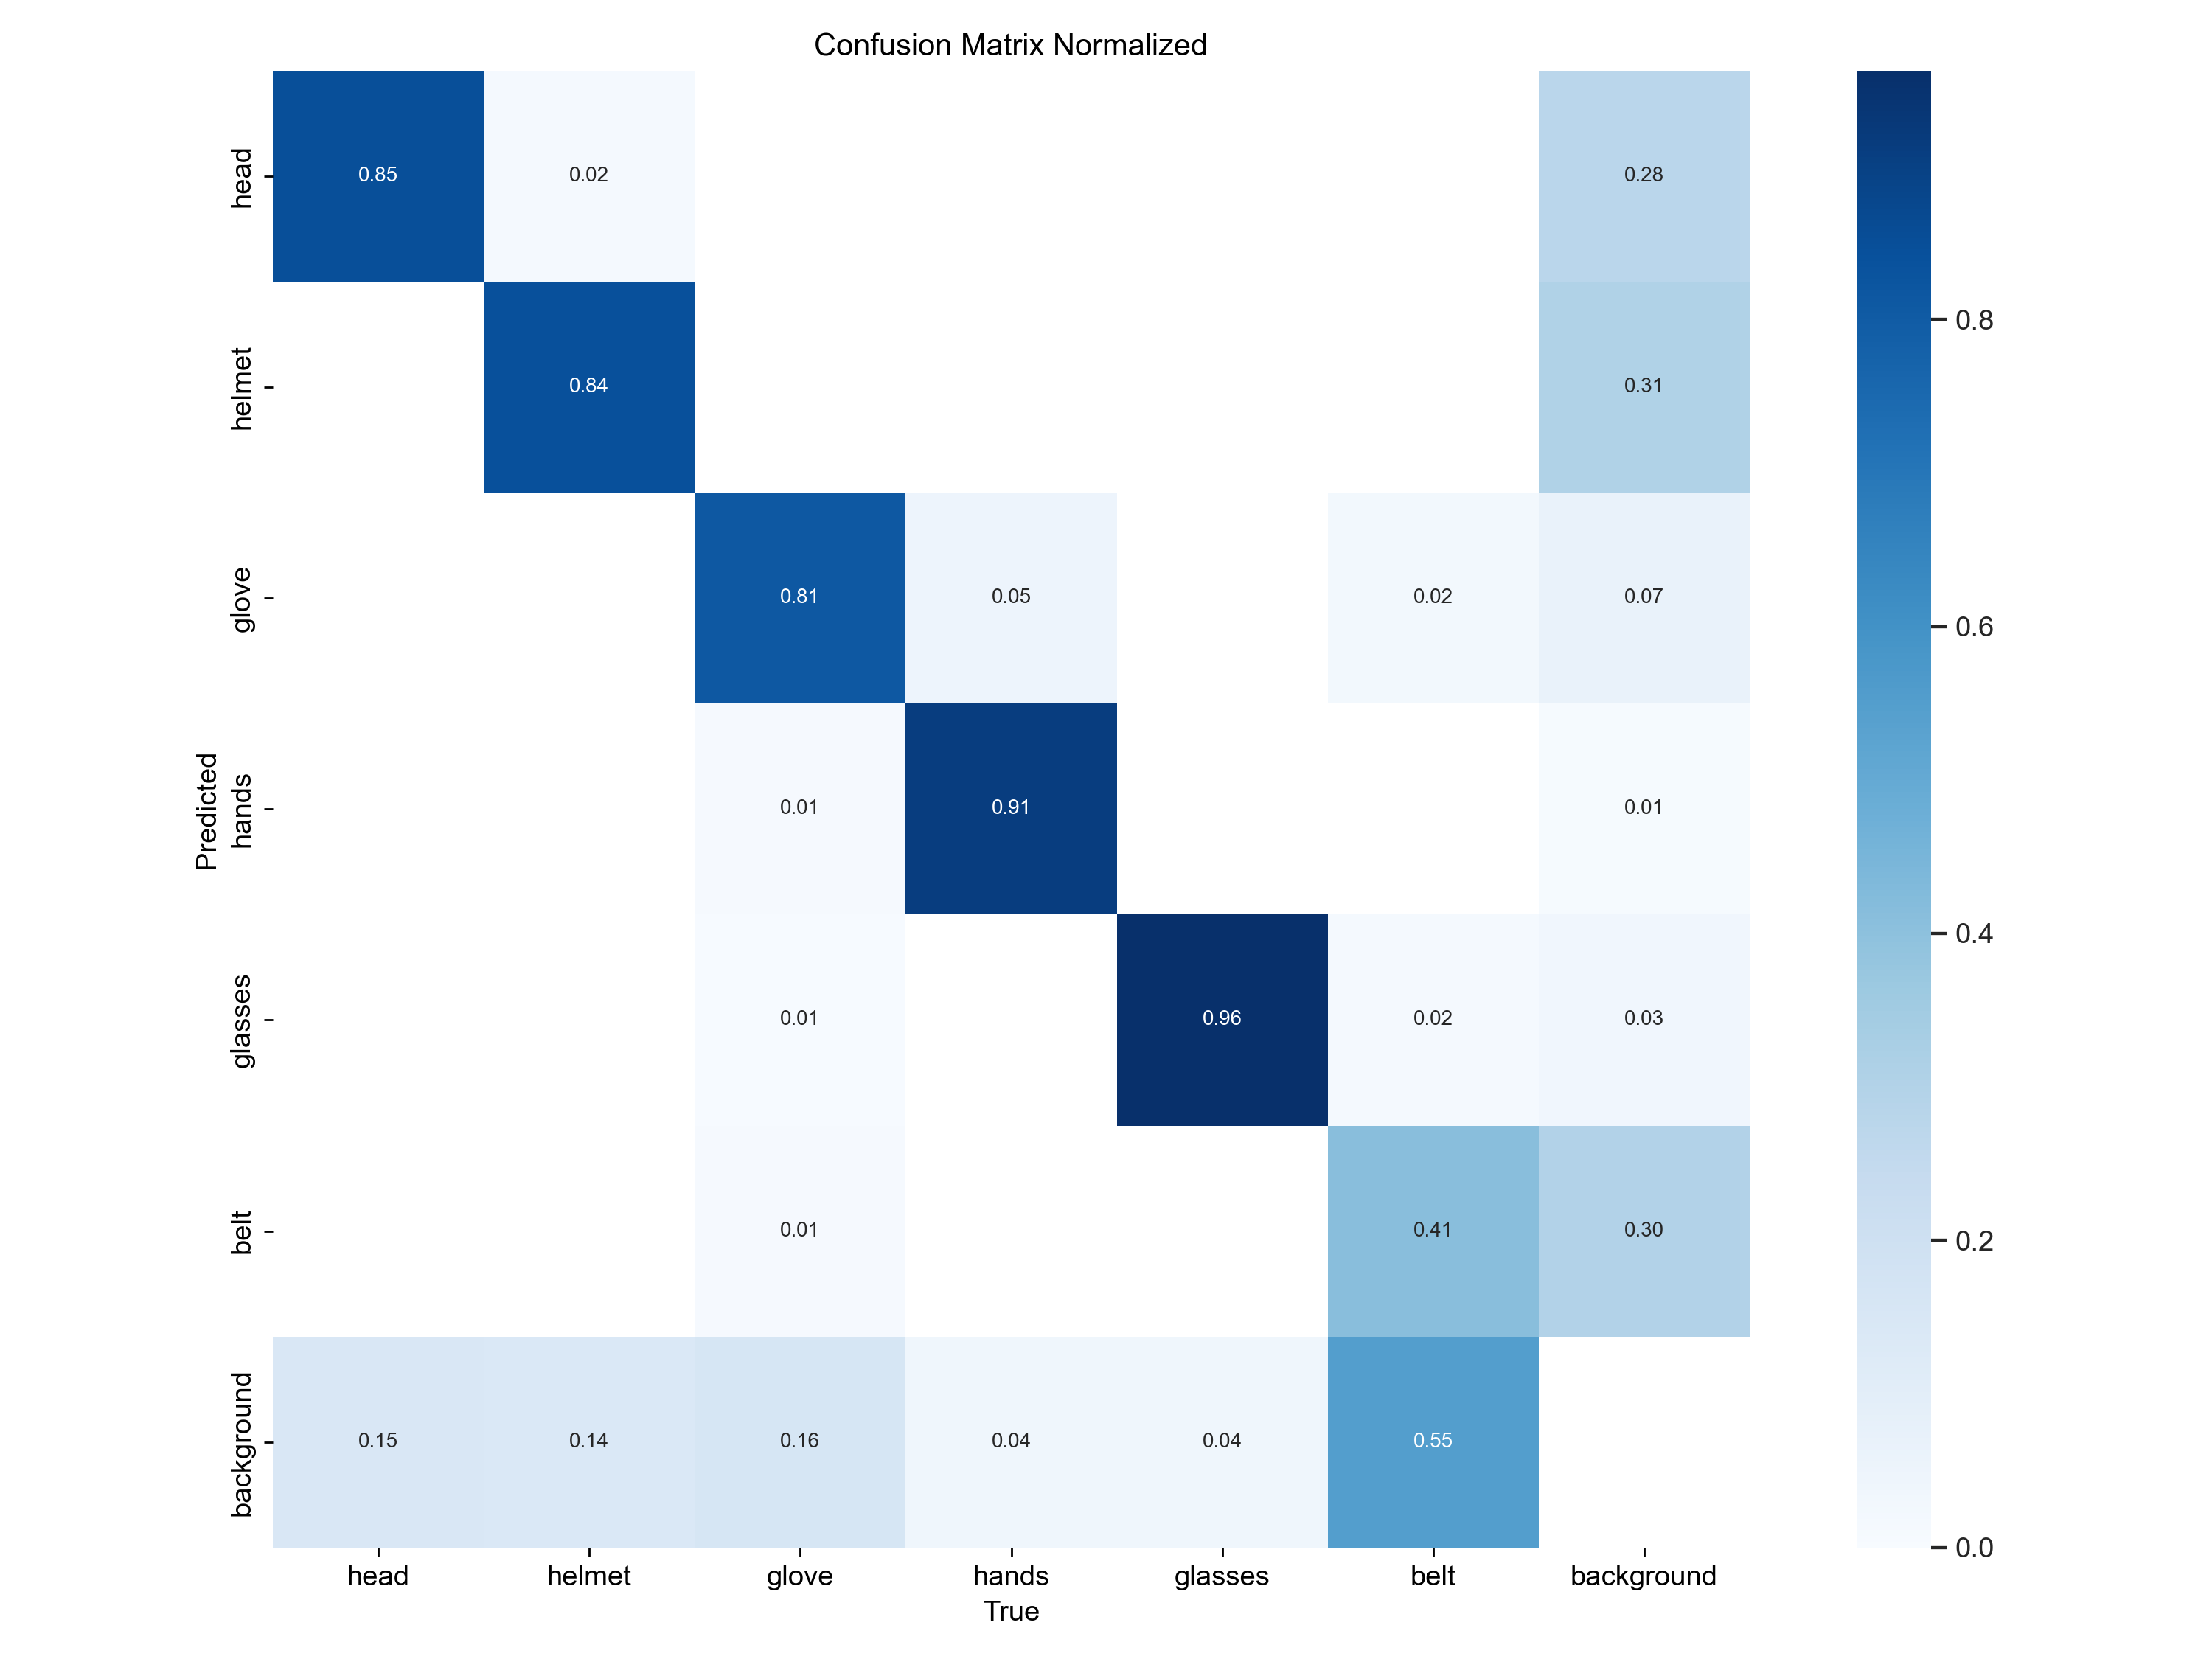 Confusion Matrix Normalized
head
0.85
0.02
0.28
helmet
0.84
0.31
0.8
glove
0.81
0.05
0.02
0.07
0.6
Predicted
hands
0.01
0.91
0.01
glasses
0.01
0.96
0.02
0.03
0.4
belt
0.01
0.41
0.30
0.2
background
0.15
0.14
0.16
0.04
0.04
0.55
0.0
head helmet glove hands glasses belt background
True